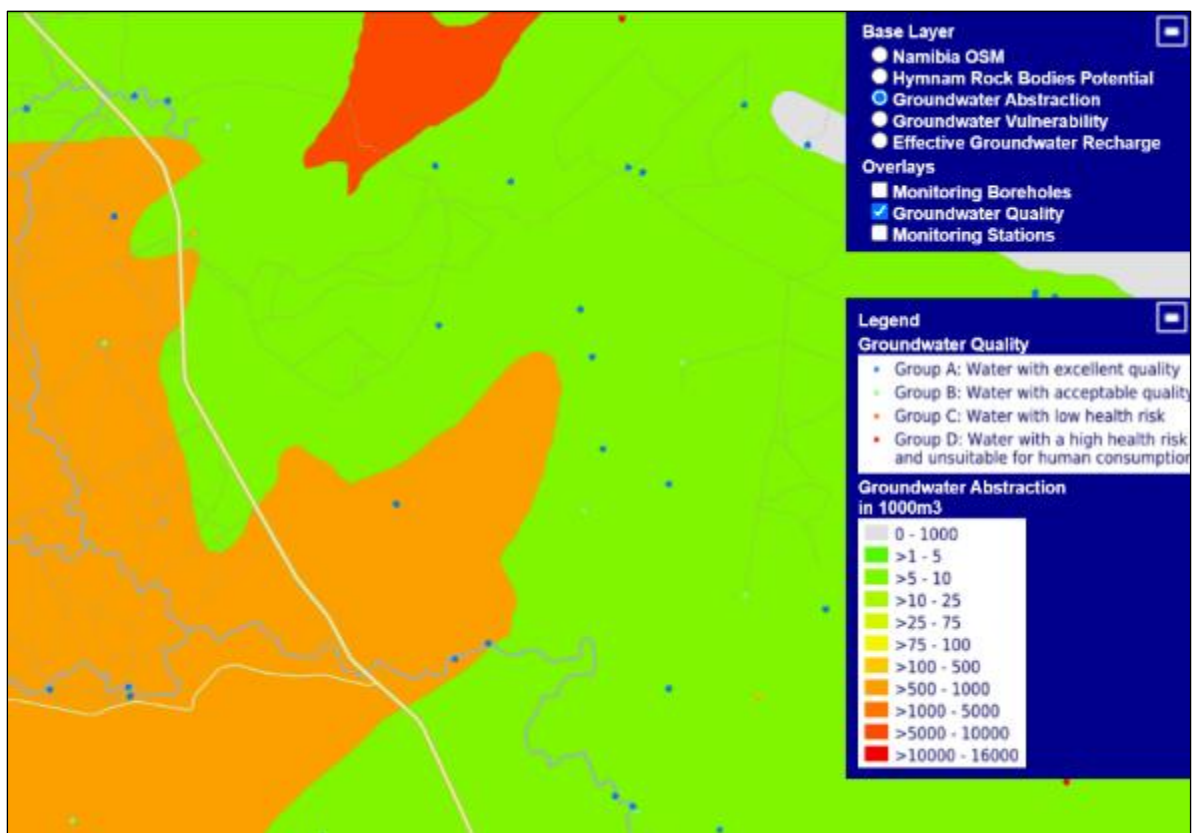 Base Layer
Namibia OSM
Hymnam Rock Bodies Potential
Groundwater Abstraction
Groundwater Vulnerability
Effective Groundwater Recharge
Overlays
Monitoring Boreholes
Groundwater Quality
Monitoring Stations
Legend
Groundwater Quality
Group A: Water with excellent quality
Group B: Water with acceptable quality
Group C: Water with low health risk
Group D: Water with a high health risk
and unsuitable for human consumption
Groundwater Abstraction
in 1000m3
0 - 1000
>1 - 5
>5 - 10
>10 - 25
>25 - 75
>75 - 100
>100 - 500
>500 - 1000
>1000 - 5000
>5000 - 10000
>10000 - 16000